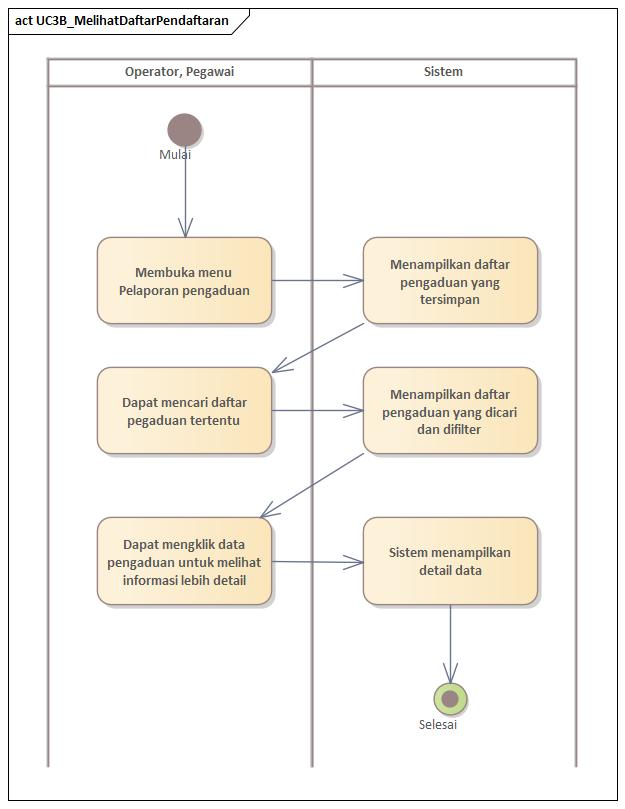 act UC3B_MelihatDaftarPendaftaran
Operator, Pegawai
Sistem
Mulai
Membuka menu
Pelaporan pengaduan
Menampilkan daftar
pengaduan yang
tersimpan
Dapat mencari daftar
pegaduan tertentu
Menampilkan daftar
pengaduan yang dicari
dan difilter
Dapat mengklik data
pengaduan untuk melihat
informasi lebih detail
Sistem menampilkan
detail data
Selesai